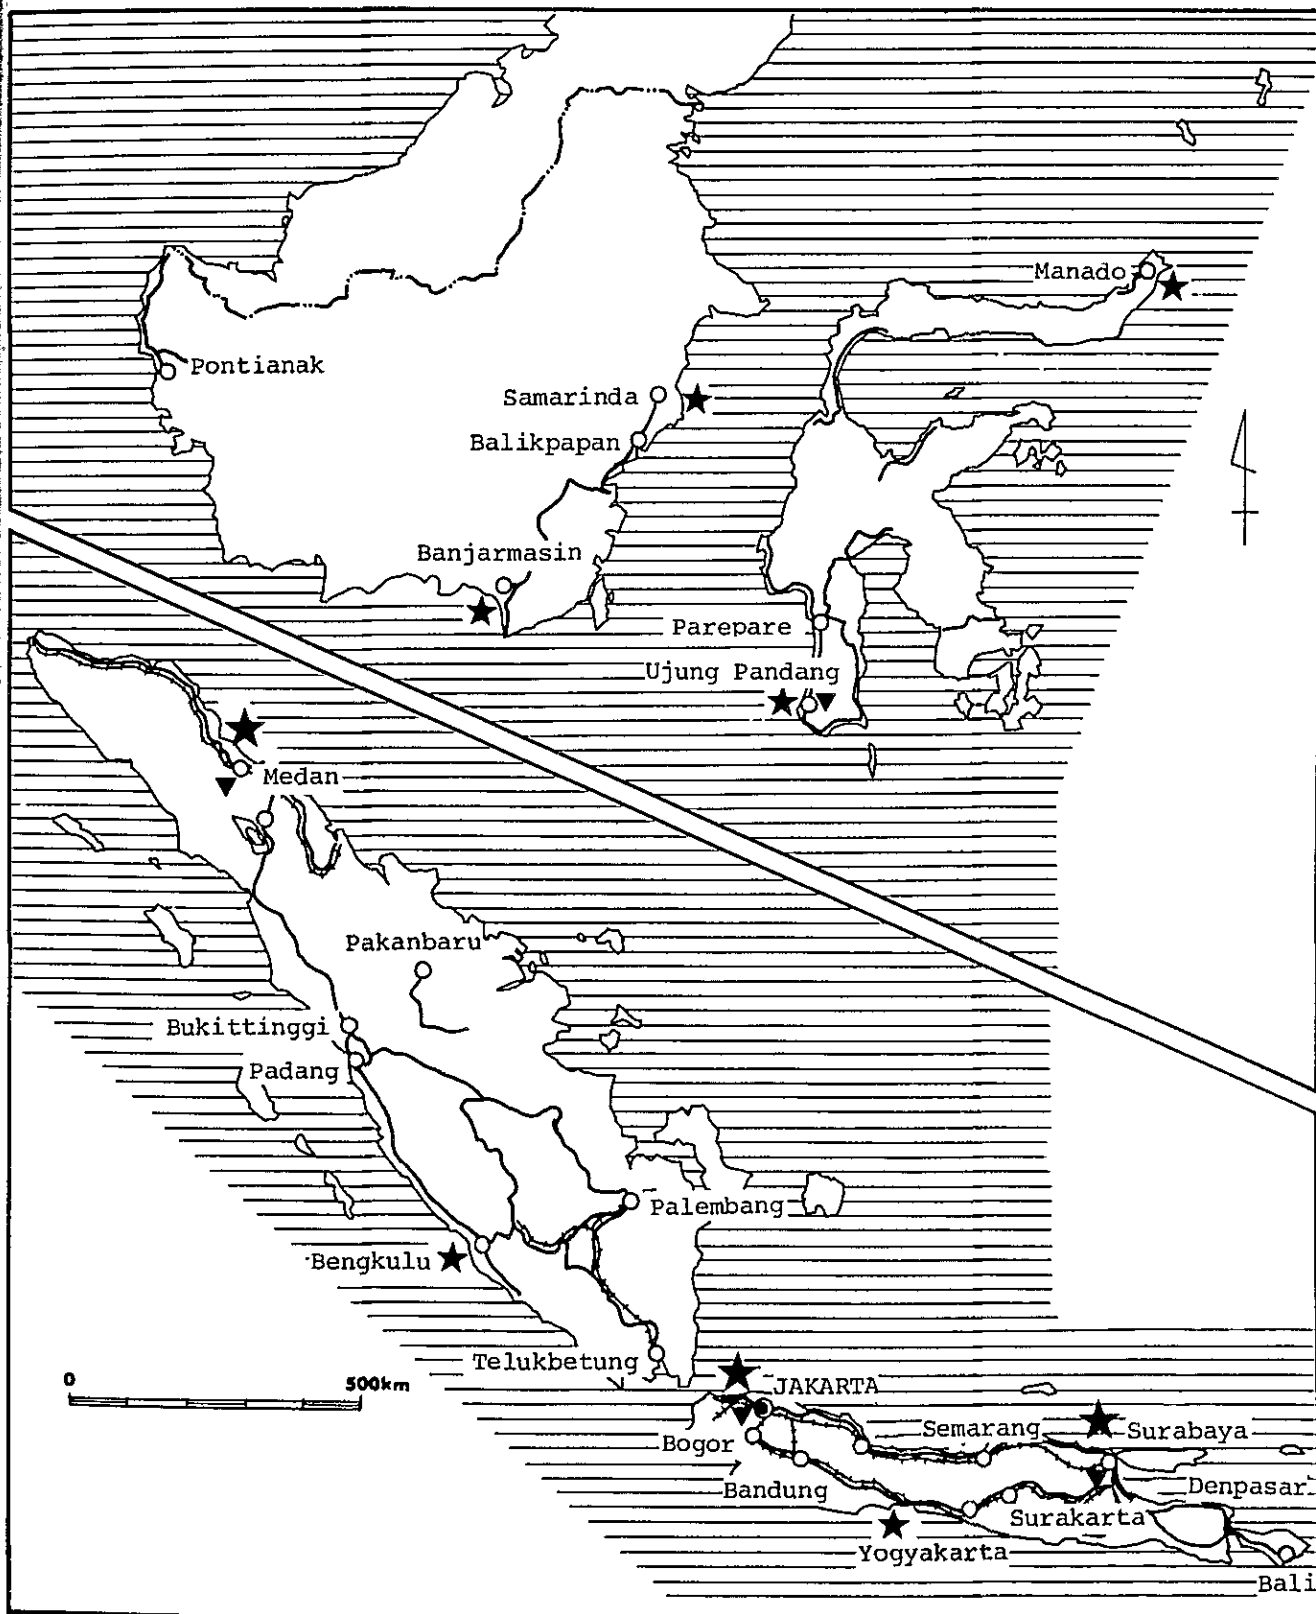 Manado
Pontianak
Samarinda
Balikpapan
Banjarmasin
Parepare
Ujung Pandang
Medan
Pakanbaru
Bukittinggi
Padang
Palembang
Bengkulu
Telukbetung
0 500km
JAKARTA
Semarang
Surabaya
Bogor
Bandung
Denpasar
Surakarta
Yogyakarta
Bali